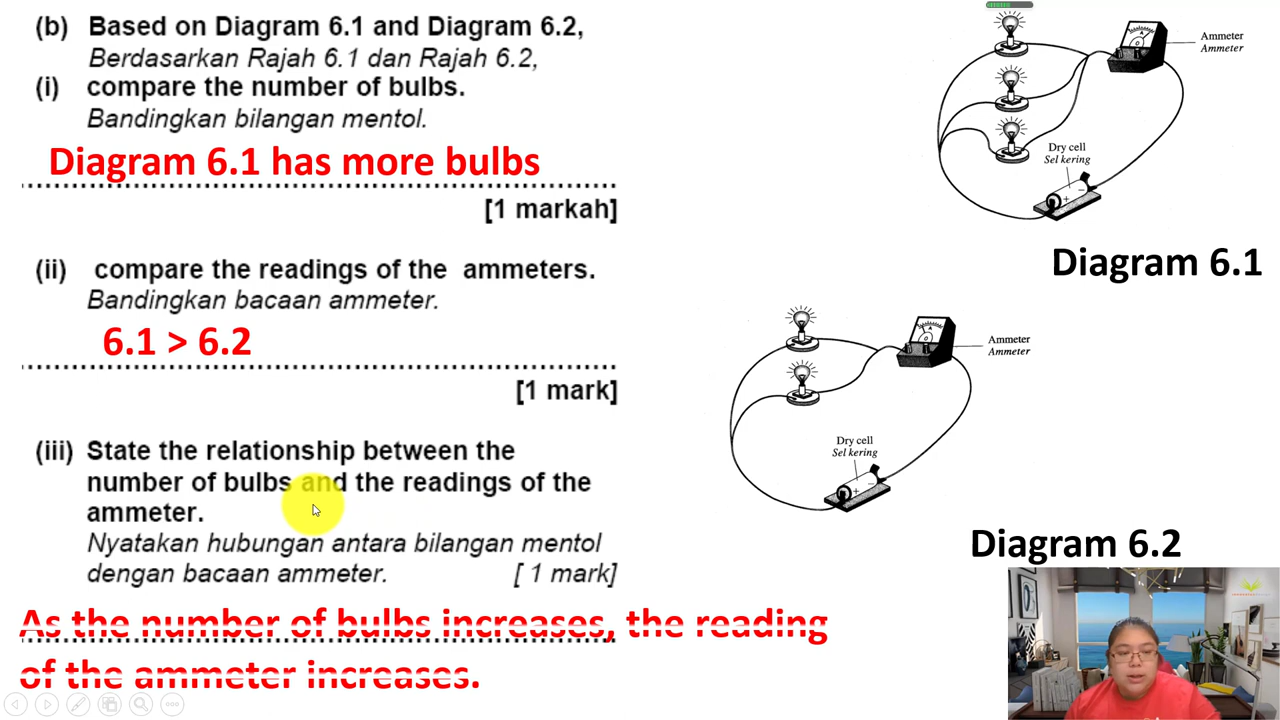 (b) Based on Diagram 6.1 and Diagram 6.2,
Berdasarkan Rajah 6.1 dan Rajah 6.2,
(i) compare the number of bulbs.
Bandingkan bilangan mentol.
Diagram 6.1 has more bulbs
[1 markah]
(ii) compare the readings of the ammeters.
Bandingkan bacaan ammeter.
6.1 > 6.2
[1 mark]
(iii) State the relationship between the
number of bulbs and the readings of the
ammeter.
Nyatakan hubungan antara bilangan mentol
dengan bacaan ammeter. [ 1 mark]
As the number of bulbs increases, the reading
of the ammeter increases.
Ammeter
Ammeter
Dry cell
Sel kering
+ −
Diagram 6.1
Ammeter
Ammeter
Dry cell
Sel kering
+ −
Diagram 6.2